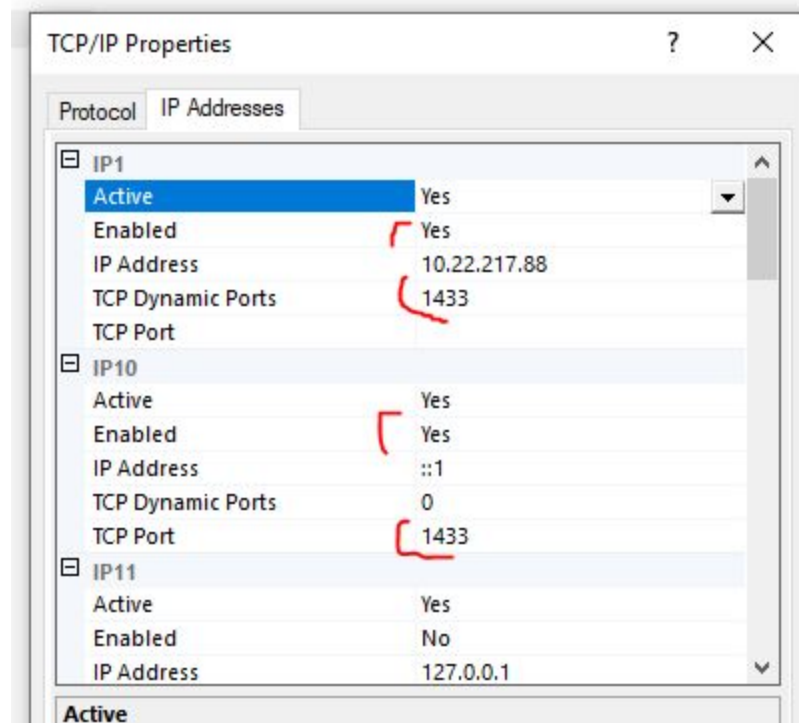 TCP/IP Properties ? ×
Protocol IP Addresses
IP1
Active Yes
Enabled Yes
IP Address 10.22.217.88
TCP Dynamic Ports 1433
TCP Port
IP10
Active Yes
Enabled Yes
IP Address ::1
TCP Dynamic Ports 0
TCP Port 1433
IP11
Active Yes
Enabled No
IP Address 127.0.0.1
Active